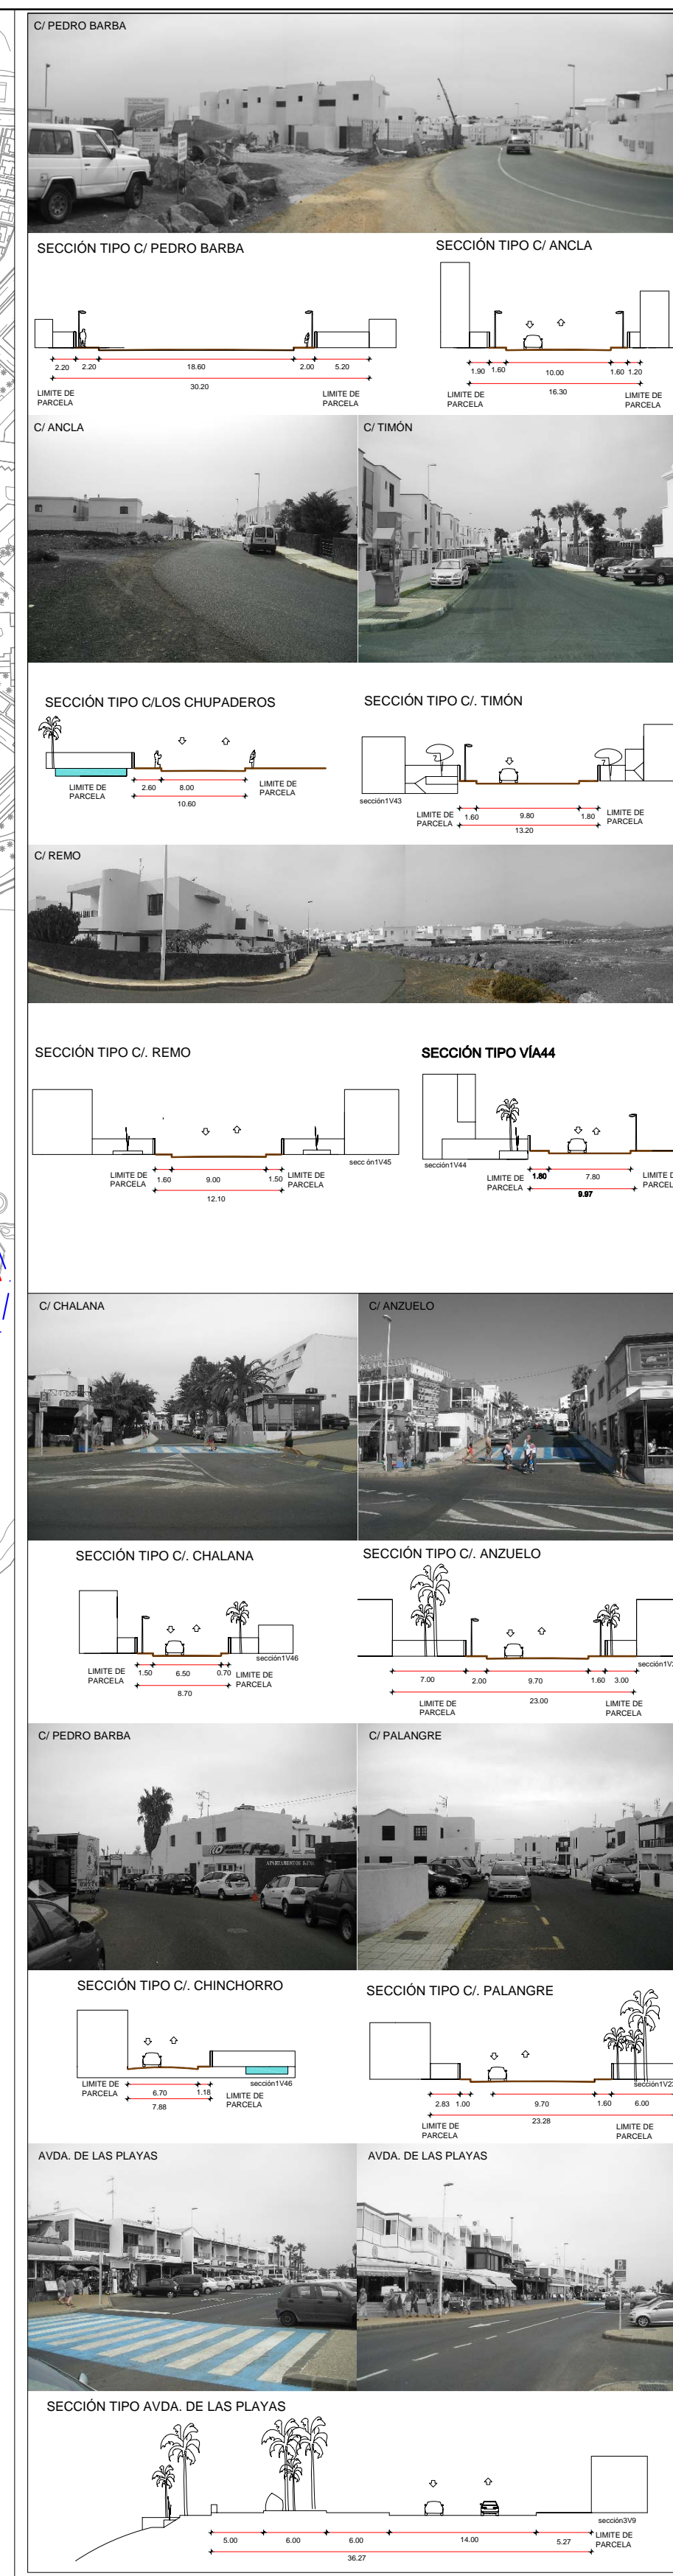 C/ PEDRO BARBA
SECCIÓN TIPO C/ PEDRO BARBA
SECCIÓN TIPO C/ ANCLA
2.20 2.20 18.60 2.00 5.20
30.20
LIMITE DE
PARCELA
LIMITE DE
PARCELA
1.90 1.60 10.00 1.60 1.20
16.30
LIMITE DE
PARCELA
LIMITE DE
PARCELA
C/ ANCLA
C/ TIMÓN
SECCIÓN TIPO C/LOS CHUPADEROS
SECCIÓN TIPO C/. TIMÓN
LIMITE DE
PARCELA
2.60 8.00
10.60
LIMITE DE
PARCELA
sección1V43
LIMITE DE
PARCELA
1.60 9.80 1.80
13.20
LIMITE DE
PARCELA
C/ REMO
SECCIÓN TIPO C/. REMO
SECCIÓN TIPO VÍA44
secc ón1V45
LIMITE DE
PARCELA
1.60 9.00 1.50
12.10
LIMITE DE
PARCELA
sección1V44
LIMITE DE
PARCELA
1.80 7.80
9.97
LIMITE D
PARCEL
C/ CHALANA
C/ ANZUELO
SECCIÓN TIPO C/. CHALANA
SECCIÓN TIPO C/. ANZUELO
sección1V46
LIMITE DE
PARCELA
1.50 6.50 0.70
8.70
LIMITE DE
PARCELA
sección1V
7.00 2.00 9.70 1.60 3.00
23.00
LIMITE DE
PARCELA
LIMITE DE
PARCELA
C/ PEDRO BARBA
C/ PALANGRE
APARTAMENTOS
SECCIÓN TIPO C/. CHINCHORRO
SECCIÓN TIPO C/. PALANGRE
sección1V46
LIMITE DE
PARCELA
6.70 1.18
7.88
LIMITE DE
PARCELA
sección1V2
2.83 1.00 9.70 1.60 6.00
23.28
LIMITE DE
PARCELA
LIMITE DE
PARCELA
AVDA. DE LAS PLAYAS
AVDA. DE LAS PLAYAS
SECCIÓN TIPO AVDA. DE LAS PLAYAS
sección3V9
5.00 6.00 6.00 14.00 5.27
36.27
LIMITE DE
PARCELA